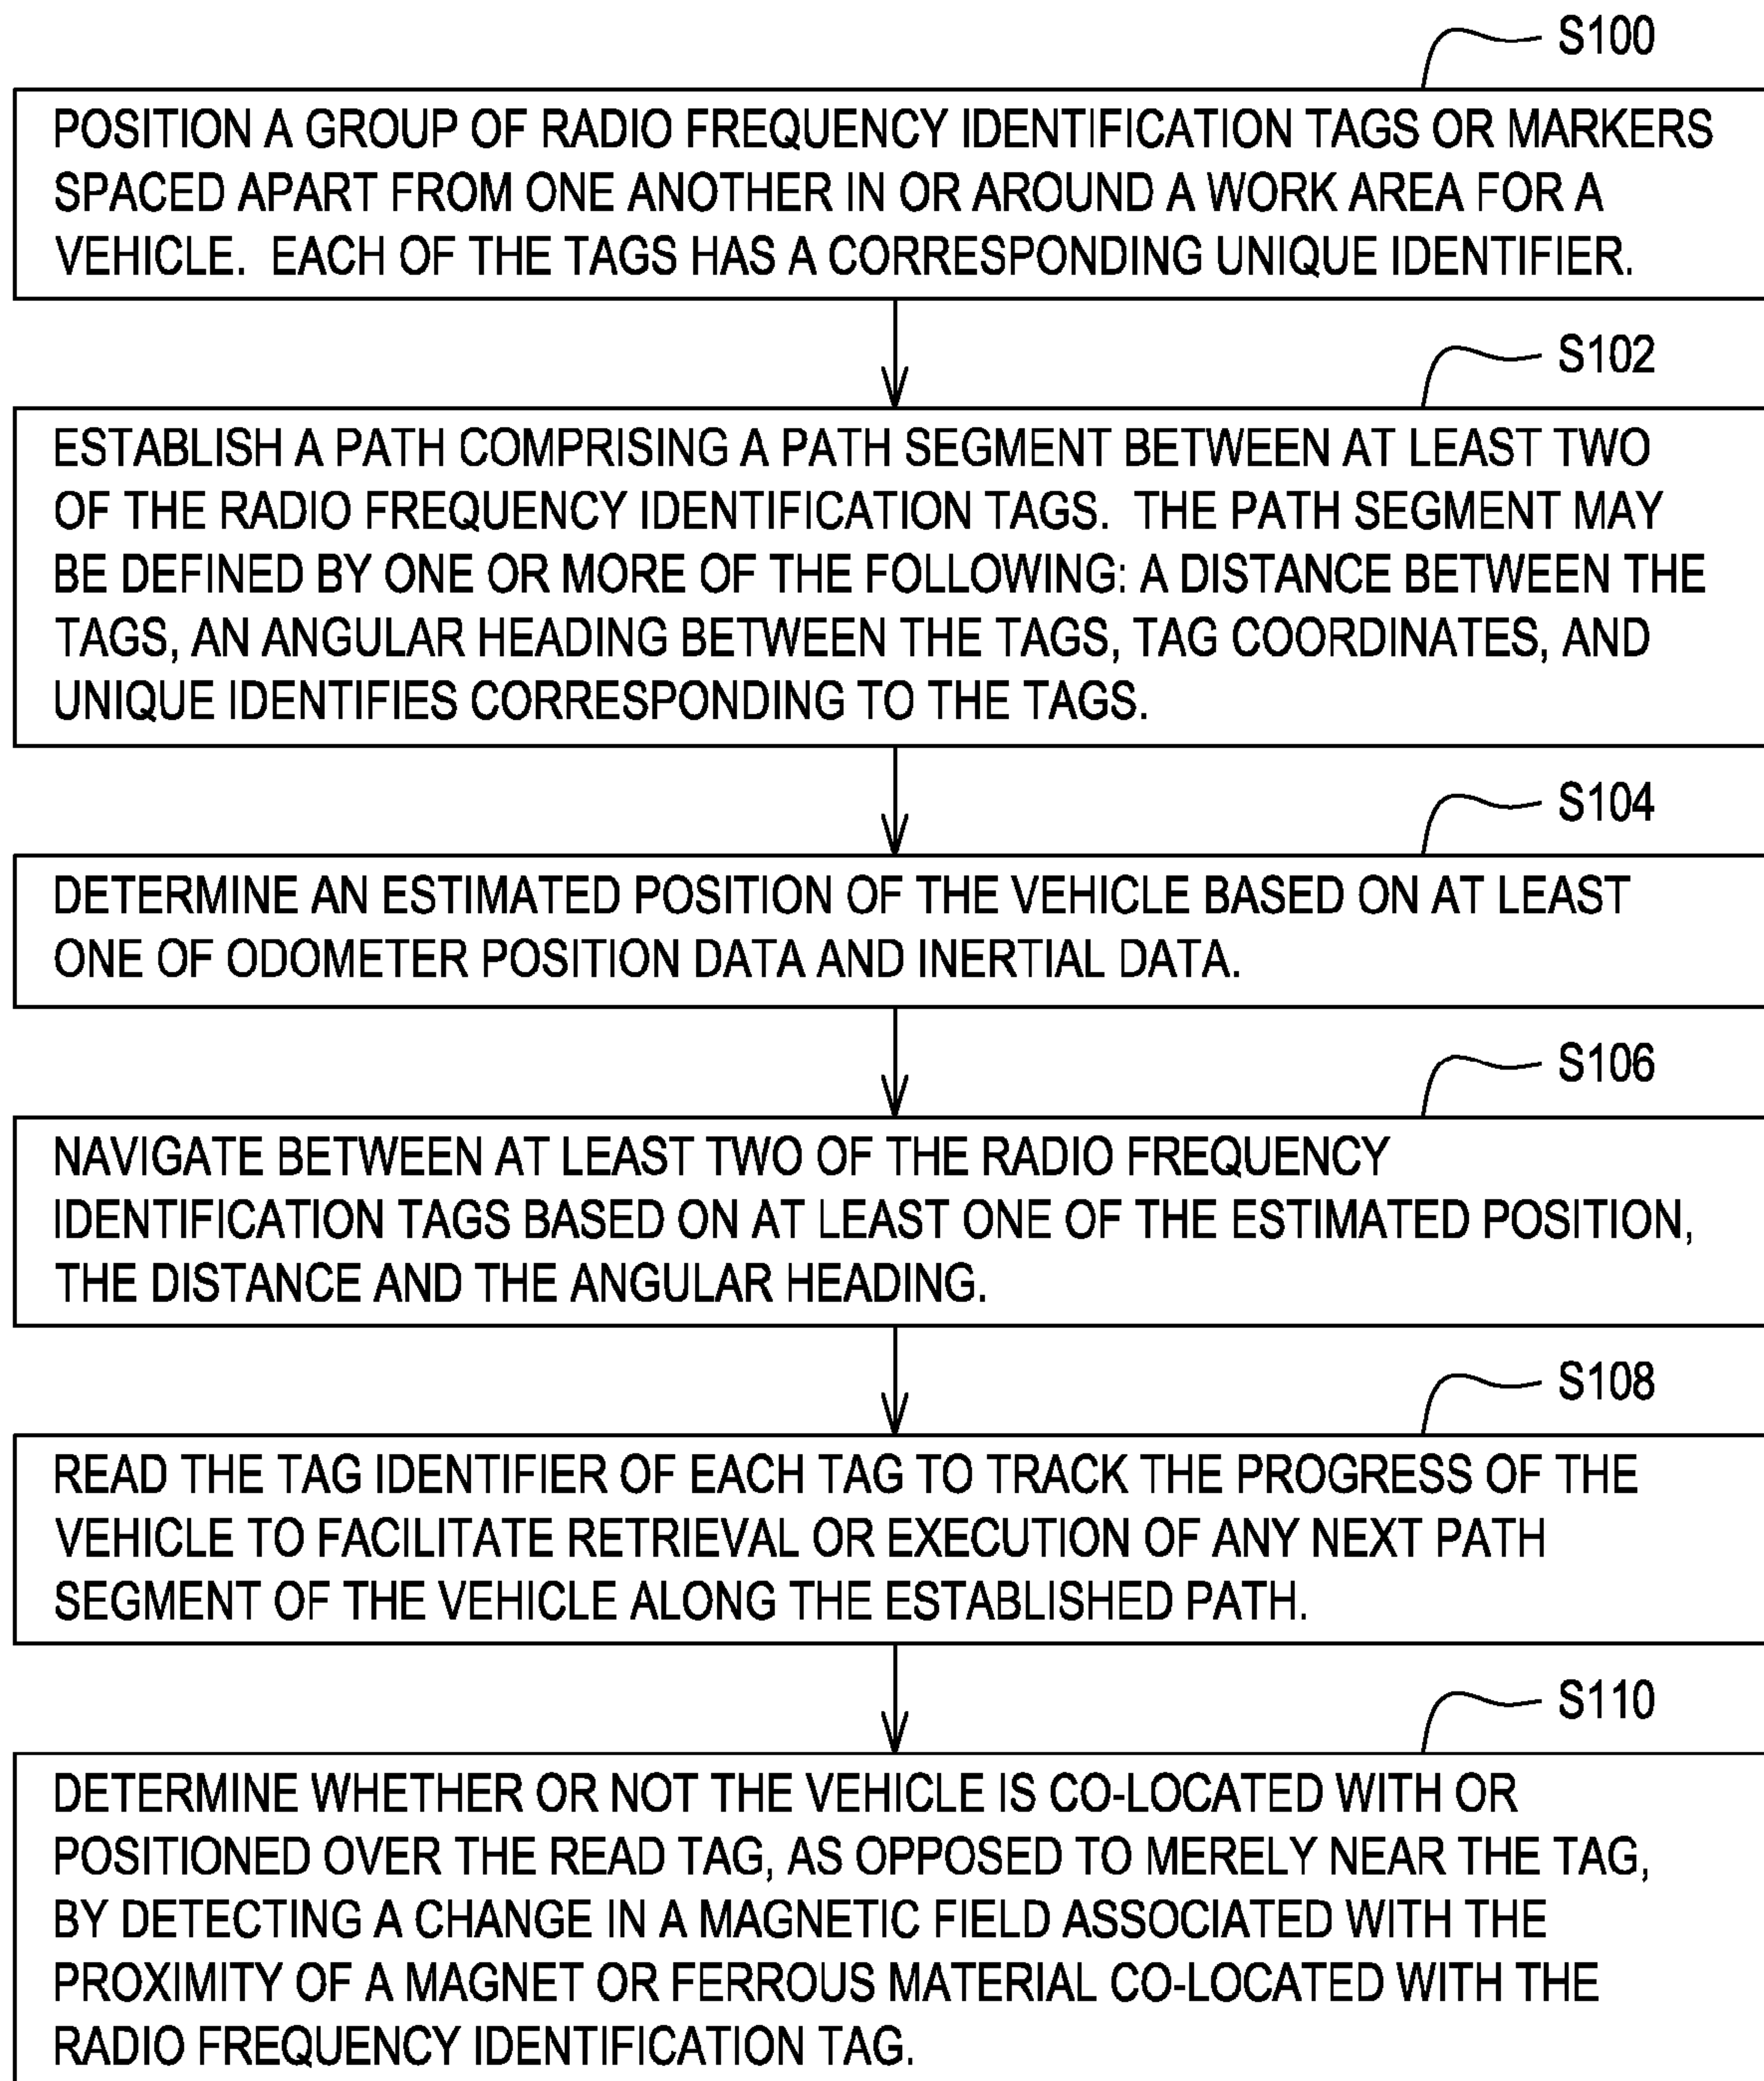 S100
POSITION A GROUP OF RADIO FREQUENCY IDENTIFICATION TAGS OR MARKERS
SPACED APART FROM ONE ANOTHER IN OR AROUND A WORK AREA FOR A
VEHICLE.  EACH OF THE TAGS HAS A CORRESPONDING UNIQUE IDENTIFIER.
S102
ESTABLISH A PATH COMPRISING A PATH SEGMENT BETWEEN AT LEAST TWO
OF THE RADIO FREQUENCY IDENTIFICATION TAGS.  THE PATH SEGMENT MAY
BE DEFINED BY ONE OR MORE OF THE FOLLOWING: A DISTANCE BETWEEN THE
TAGS, AN ANGULAR HEADING BETWEEN THE TAGS, TAG COORDINATES, AND
UNIQUE IDENTIFIES CORRESPONDING TO THE TAGS.
S104
DETERMINE AN ESTIMATED POSITION OF THE VEHICLE BASED ON AT LEAST
ONE OF ODOMETER POSITION DATA AND INERTIAL DATA.
S106
NAVIGATE BETWEEN AT LEAST TWO OF THE RADIO FREQUENCY
IDENTIFICATION TAGS BASED ON AT LEAST ONE OF THE ESTIMATED POSITION,
THE DISTANCE AND THE ANGULAR HEADING.
S108
READ THE TAG IDENTIFIER OF EACH TAG TO TRACK THE PROGRESS OF THE
VEHICLE TO FACILITATE RETRIEVAL OR EXECUTION OF ANY NEXT PATH
SEGMENT OF THE VEHICLE ALONG THE ESTABLISHED PATH.
S110
DETERMINE WHETHER OR NOT THE VEHICLE IS CO-LOCATED WITH OR
POSITIONED OVER THE READ TAG, AS OPPOSED TO MERELY NEAR THE TAG,
BY DETECTING A CHANGE IN A MAGNETIC FIELD ASSOCIATED WITH THE
PROXIMITY OF A MAGNET OR FERROUS MATERIAL CO-LOCATED WITH THE
RADIO FREQUENCY IDENTIFICATION TAG.